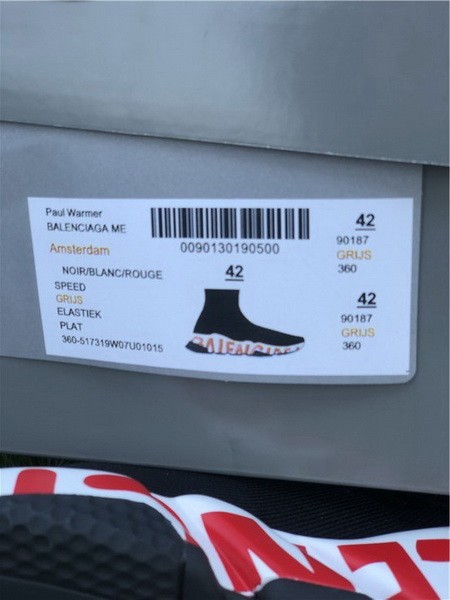 Paul Warmer
BALENCIAGA ME
Amsterdam
NOIR/BLANC/ROUGE
SPEED
GRIJS
ELASTIEK
PLAT
360-517319W07U01015
0090130190500
42
BALENCIAGA
42
90187
GRIJS
360
42
90187
GRIJS
360